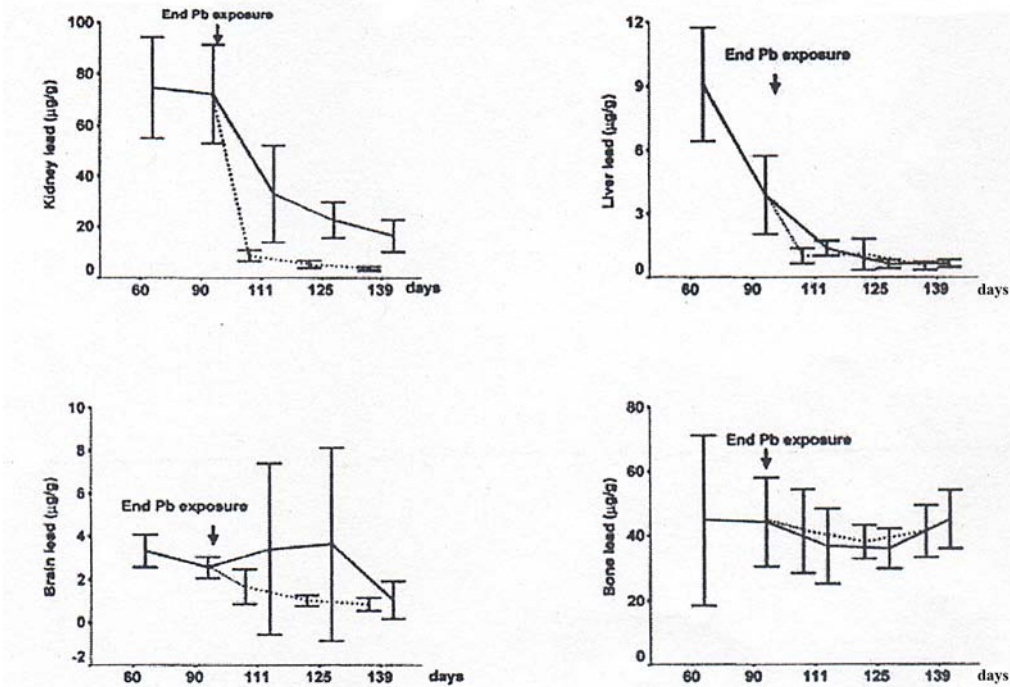 100
80
60
40
20
0
Kidney lead (µg/g)
End Pb exposure
60 90 111 125 139 days
12
9
6
3
0
Liver lead (µg/g)
End Pb exposure
60 90 111 125 139 days
10
8
6
4
2
0
-2
Brain lead (µg/g)
End Pb exposure
60 90 111 125 139 days
80
60
40
20
0
Bone lead (µg/g)
End Pb exposure
60 90 111 125 139 days